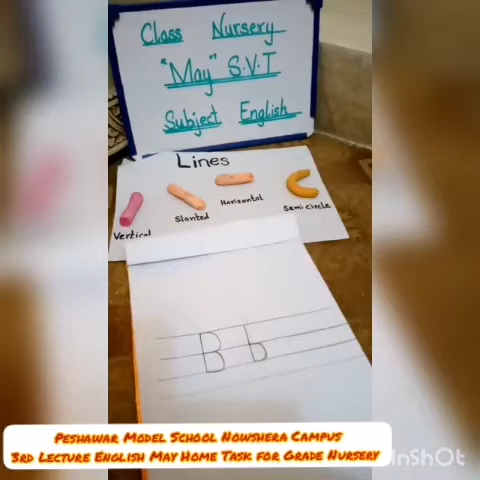 Class Nursery
"May" S.V.T
Subject English
Lines
Vertical
Slanted
Horizontal
Semi circle
B b
Peshawar Model School Nowshera Campus
3rd Lecture English May Home Task for Grade Nursery
InShOt